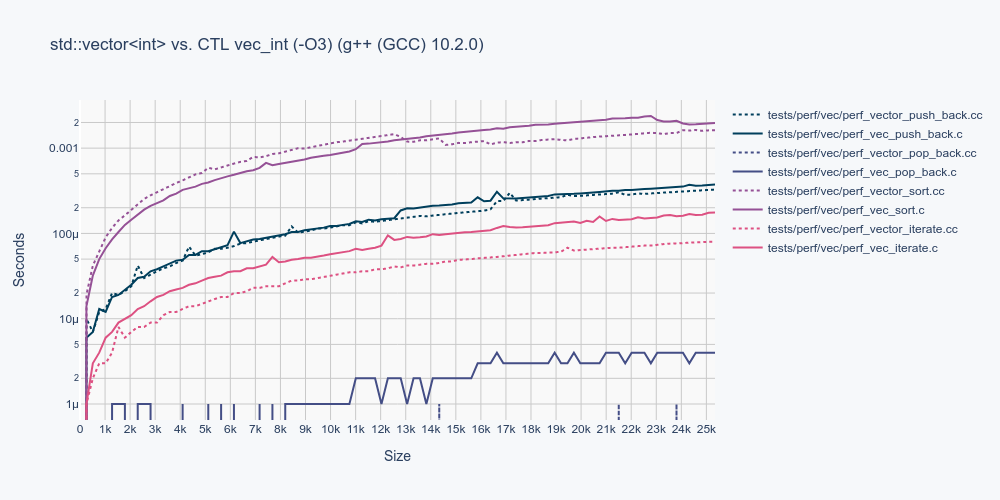 std::vector<int> vs. CTL vec_int (-O3) (g++ (GCC) 10.2.0)
tests/perf/vec/perf_vector_push_back.cc
tests/perf/vec/perf_vec_push_back.c
tests/perf/vec/perf_vector_pop_back.cc
tests/perf/vec/perf_vec_pop_back.c
tests/perf/vec/perf_vector_sort.cc
tests/perf/vec/perf_vec_sort.c
tests/perf/vec/perf_vector_iterate.cc
tests/perf/vec/perf_vec_iterate.c
Seconds
2
0.001
5
2
100μ
5
2
10μ
5
2
1μ
0 1k 2k 3k 4k 5k 6k 7k 8k 9k 10k 11k 12k 13k 14k 15k 16k 17k 18k 19k 20k 21k 22k 23k 24k 25k
Size